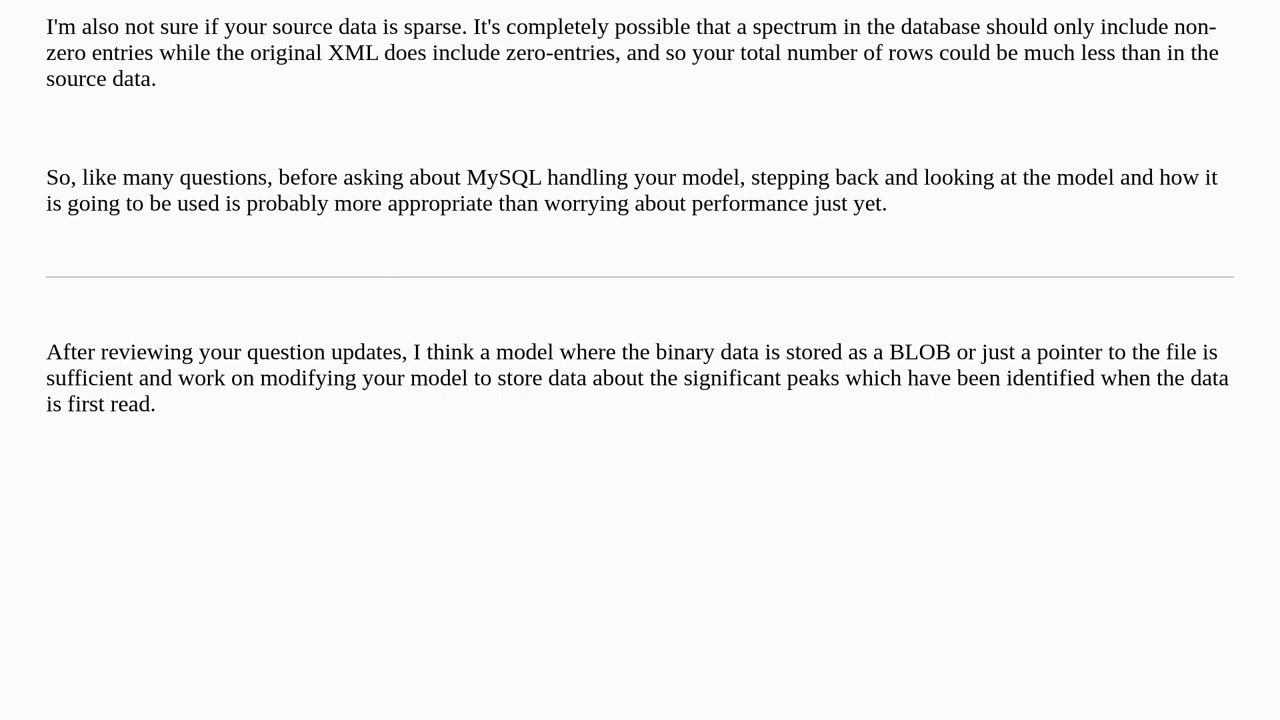 I'm also not sure if your source data is sparse. It's completely possible that a spectrum in the database should only include non-
zero entries while the original XML does include zero-entries, and so your total number of rows could be much less than in the
source data.
So, like many questions, before asking about MySQL handling your model, stepping back and looking at the model and how it
is going to be used is probably more appropriate than worrying about performance just yet.
After reviewing your question updates, I think a model where the binary data is stored as a BLOB or just a pointer to the file is
sufficient and work on modifying your model to store data about the significant peaks which have been identified when the data
is first read.